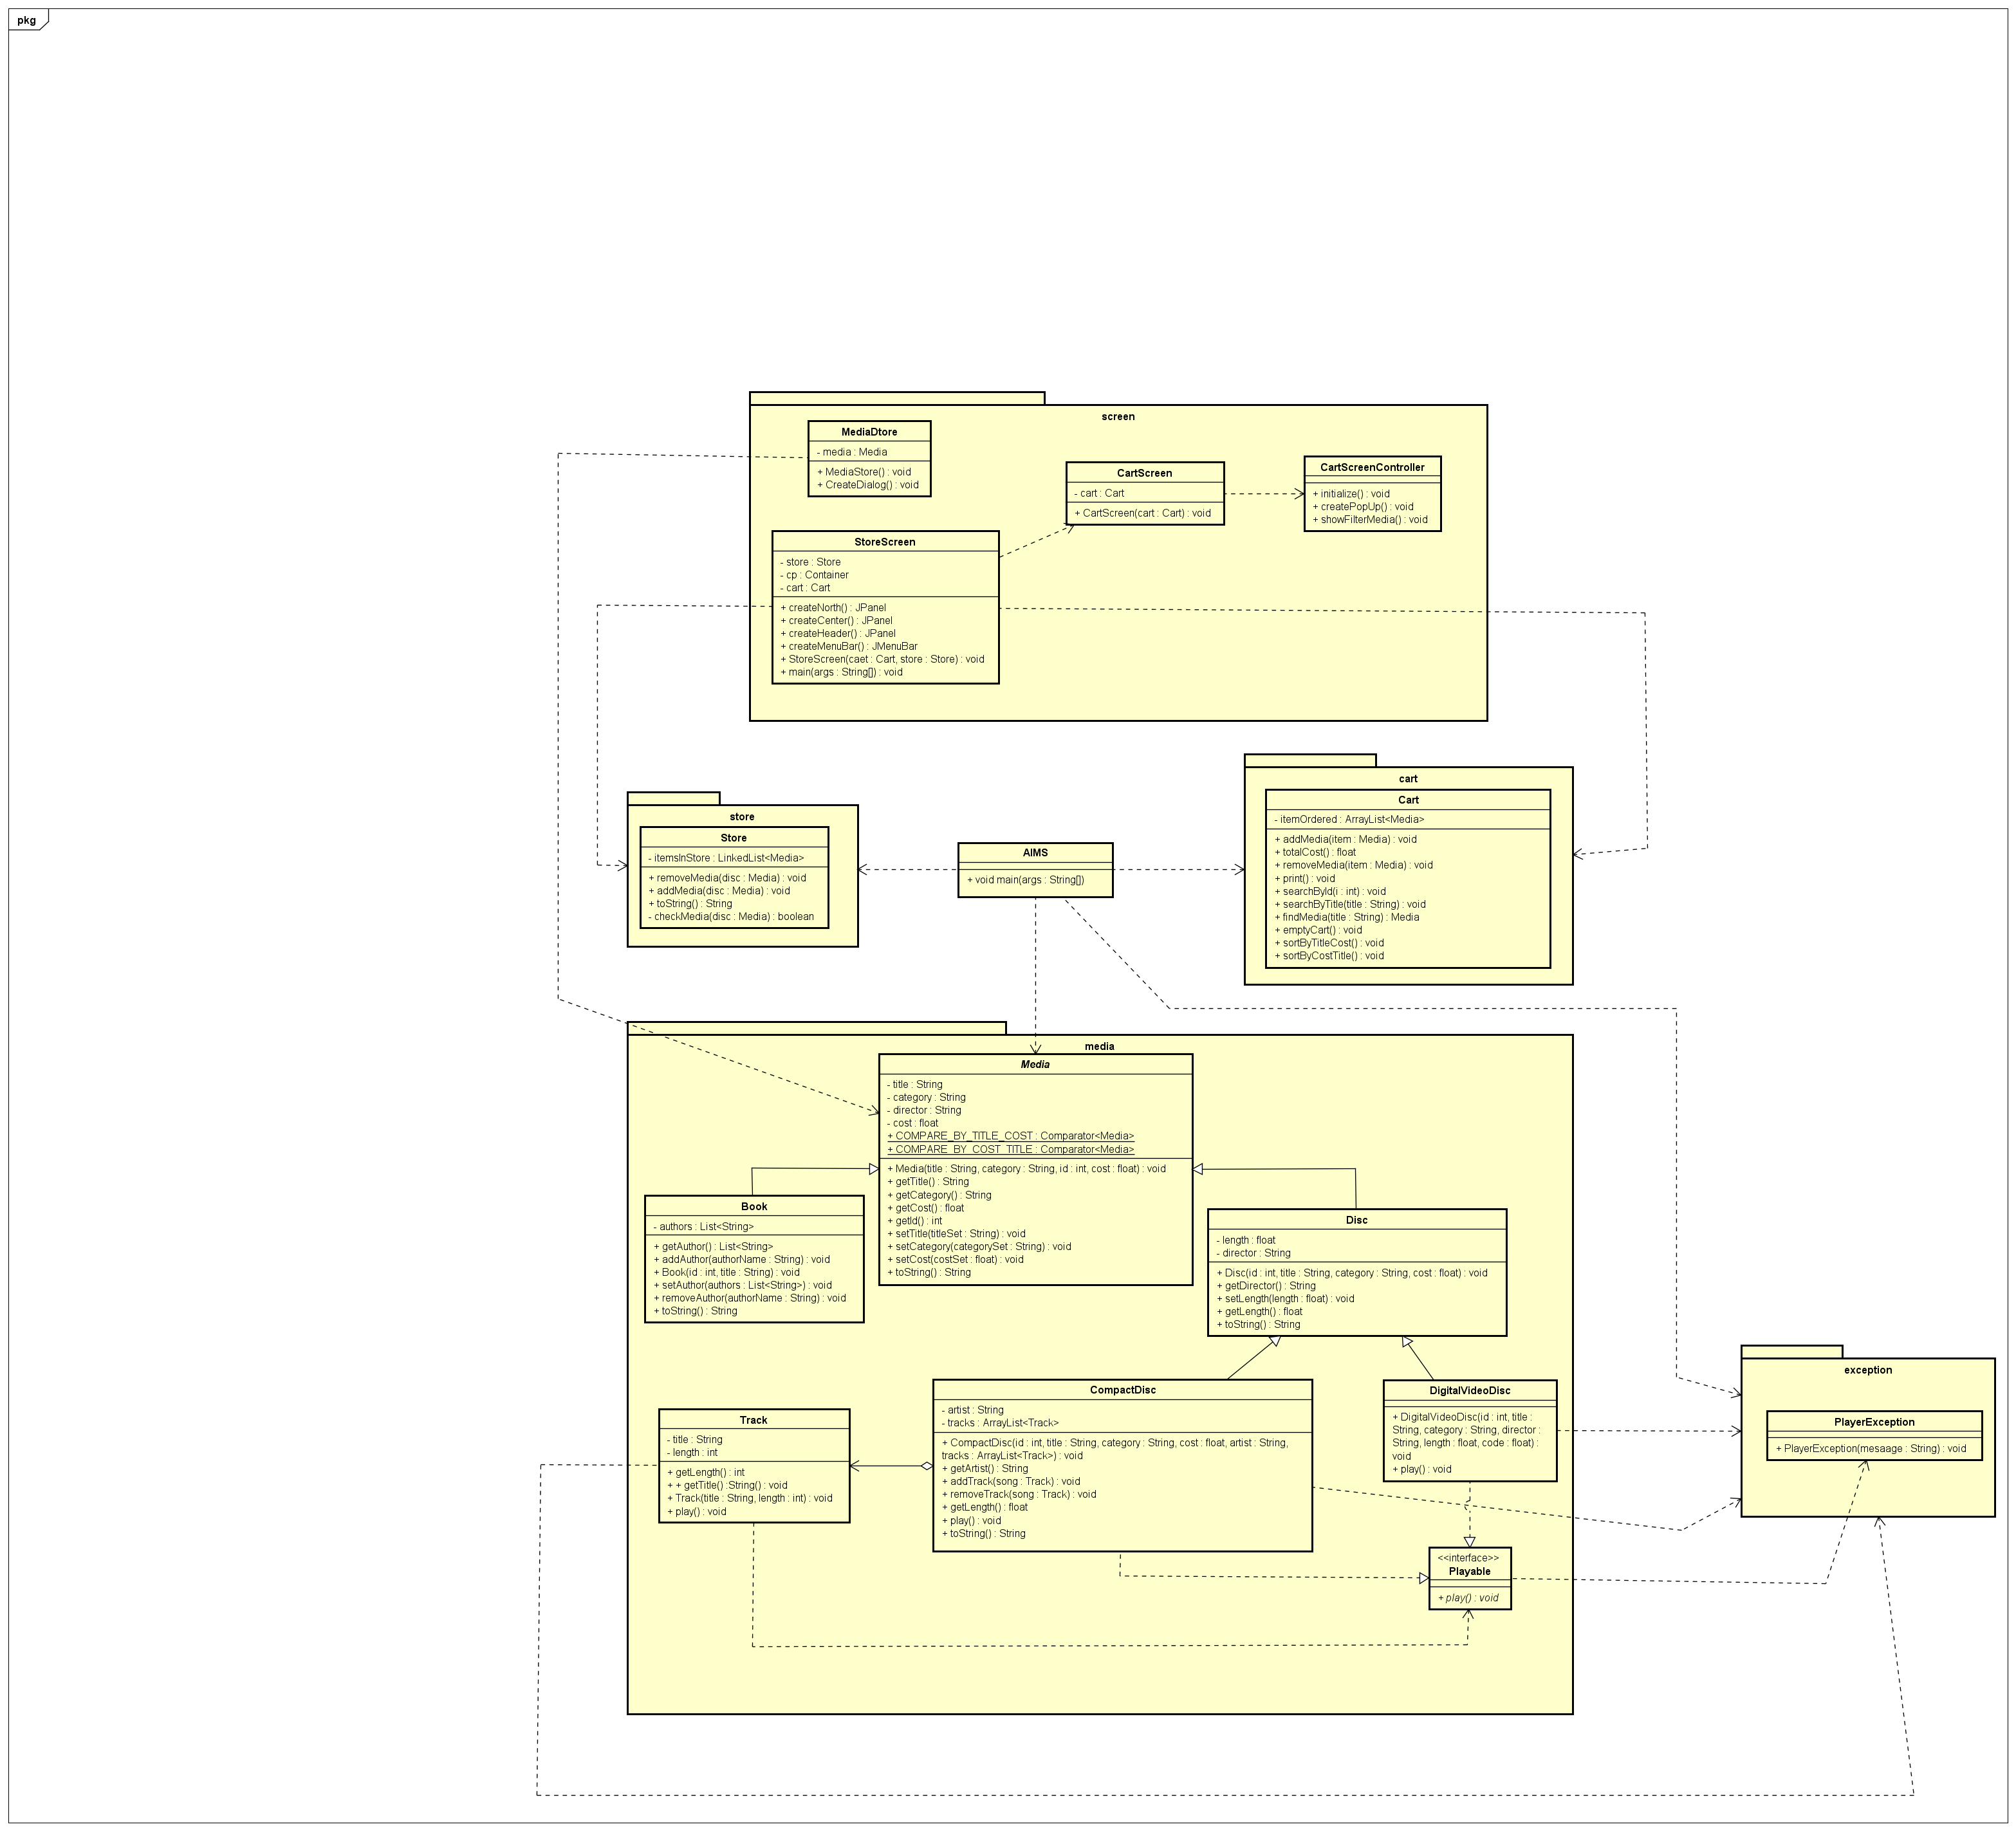 pkg
screen
MediaDtore
- media : Media
+ MediaStore() : void
+ CreateDialog() : void
CartScreen
- cart : Cart
+ CartScreen(cart : Cart) : void
CartScreenController
+ initialize() : void
+ createPopUp() : void
+ showFilterMedia() : void
StoreScreen
- store : Store
- cp : Container
- cart : Cart
+ createNorth() : JPanel
+ createCenter() : JPanel
+ createHeader() : JPanel
+ createMenuBar() : JMenuBar
+ StoreScreen(caet : Cart, store : Store) : void
+ main(args : String[]) : void
store
Store
- itemsInStore : LinkedList<Media>
+ removeMedia(disc : Media) : void
+ addMedia(disc : Media) : void
+ toString() : String
- checkMedia(disc : Media) : boolean
AIMS
+ void main(args : String[])
cart
Cart
- itemOrdered : ArrayList<Media>
+ addMedia(item : Media) : void
+ totalCost() : float
+ removeMedia(item : Media) : void
+ print() : void
+ searchById(i : int) : void
+ searchByTitle(title : String) : void
+ findMedia(title : String) : Media
+ emptyCart() : void
+ sortByTitleCost() : void
+ sortByCostTitle() : void
media
Media
- title : String
- category : String
- director : String
- cost : float
+ COMPARE_BY_TITLE_COST : Comparator<Media>
+ COMPARE_BY_COST_TITLE : Comparator<Media>
+ Media(title : String, category : String, id : int, cost : float) : void
+ getTitle() : String
+ getCategory() : String
+ getCost() : float
+ getId() : int
+ setTitle(titleSet : String) : void
+ setCategory(categorySet : String) : void
+ setCost(costSet : float) : void
+ toString() : String
Book
- authors : List<String>
+ getAuthor() : List<String>
+ addAuthor(authorName : String) : void
+ Book(id : int, title : String) : void
+ setAuthor(authors : List<String>) : void
+ removeAuthor(authorName : String) : void
+ toString() : String
Disc
- length : float
- director : String
+ Disc(id : int, title : String, category : String, cost : float) : void
+ getDirector() : String
+ setLength(length : float) : void
+ getLength() : float
+ toString() : String
Track
- title : String
- length : int
+ getLength() : int
+ + getTitle() :String() : void
+ Track(title : String, length : int) : void
+ play() : void
CompactDisc
- artist : String
- tracks : ArrayList<Track>
+ CompactDisc(id : int, title : String, category : String, cost : float, artist : String,
tracks : ArrayList<Track>) : void
+ getArtist() : String
+ addTrack(song : Track) : void
+ removeTrack(song : Track) : void
+ getLength() : float
+ play() : void
+ toString() : String
DigitalVideoDisc
+ DigitalVideoDisc(id : int, title :
String, category : String, director :
String, length : float, code : float) :
void
+ play() : void
<<interface>>
Playable
+ play() : void
exception
PlayerException
+ PlayerException(mesaage : String) : void